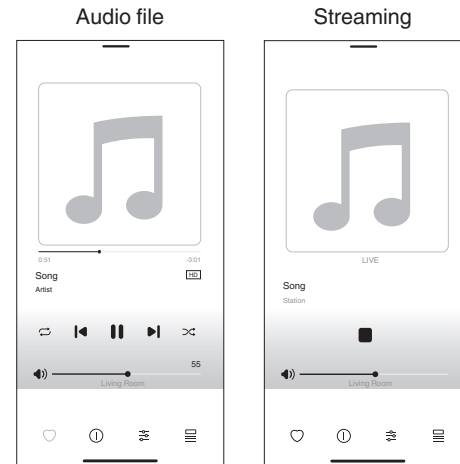 Audio file
0:51 -3:01
Song HD
Artist
55
Living Room
Streaming
LIVE
Song
Station
Living Room